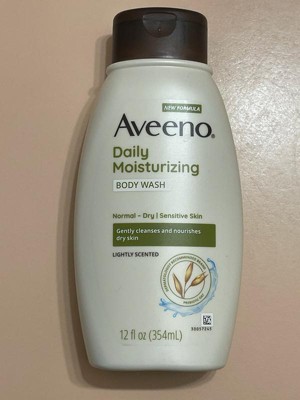 NEW FORMULA
Aveeno®
Daily
Moisturizing
BODY WASH
Normal – Dry | Sensitive Skin
Gently cleanses and nourishes
dry skin
LIGHTLY SCENTED
12 fl oz (354mL)